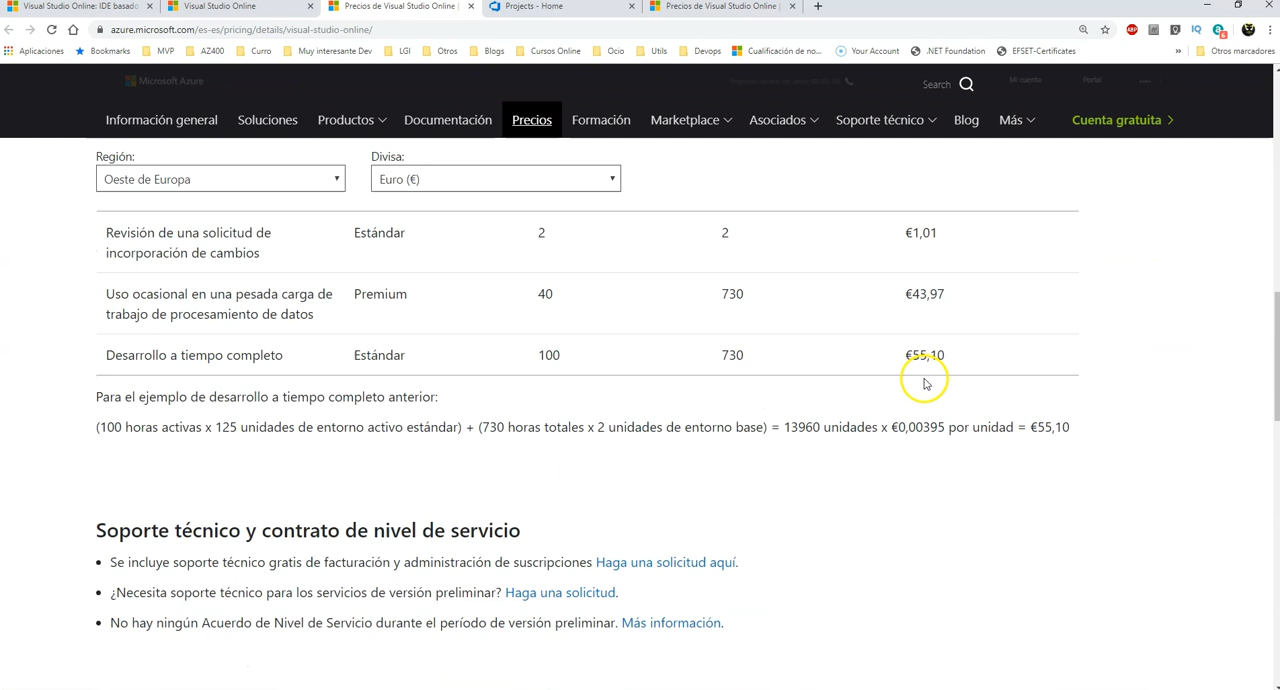 Visual Studio Online: IDE basado
Visual Studio Online
Precios de Visual Studio Online
Projects - Home
Precios de Visual Studio Online
azure.microsoft.com/es-es/pricing/details/visual-studio-online/
Aplicaciones Bookmarks MVP AZ400 Curro Muy interesante Dev LGI Otros Blogs Cursos Online Ocio Utils Devops Cualificación de no... Your Account .NET Foundation EFSET-Certificates » Otros marcadores
Microsoft Azure
Search
Mi cuenta
Portal
Información general Soluciones Productos Documentación Precios Formación Marketplace Asociados Soporte técnico Blog Más Cuenta gratuita
Región: Divisa:
Oeste de Europa Euro (€)
Revisión de una solicitud de Estándar 2 2 €1,01
incorporación de cambios
Uso ocasional en una pesada carga de Premium 40 730 €43,97
trabajo de procesamiento de datos
Desarrollo a tiempo completo Estándar 100 730 €55,10
Para el ejemplo de desarrollo a tiempo completo anterior:
(100 horas activas x 125 unidades de entorno activo estándar) + (730 horas totales x 2 unidades de entorno base) = 13960 unidades x €0,00395 por unidad = €55,10
Soporte técnico y contrato de nivel de servicio
• Se incluye soporte técnico gratis de facturación y administración de suscripciones Haga una solicitud aquí.
• ¿Necesita soporte técnico para los servicios de versión preliminar? Haga una solicitud.
• No hay ningún Acuerdo de Nivel de Servicio durante el período de versión preliminar. Más información.